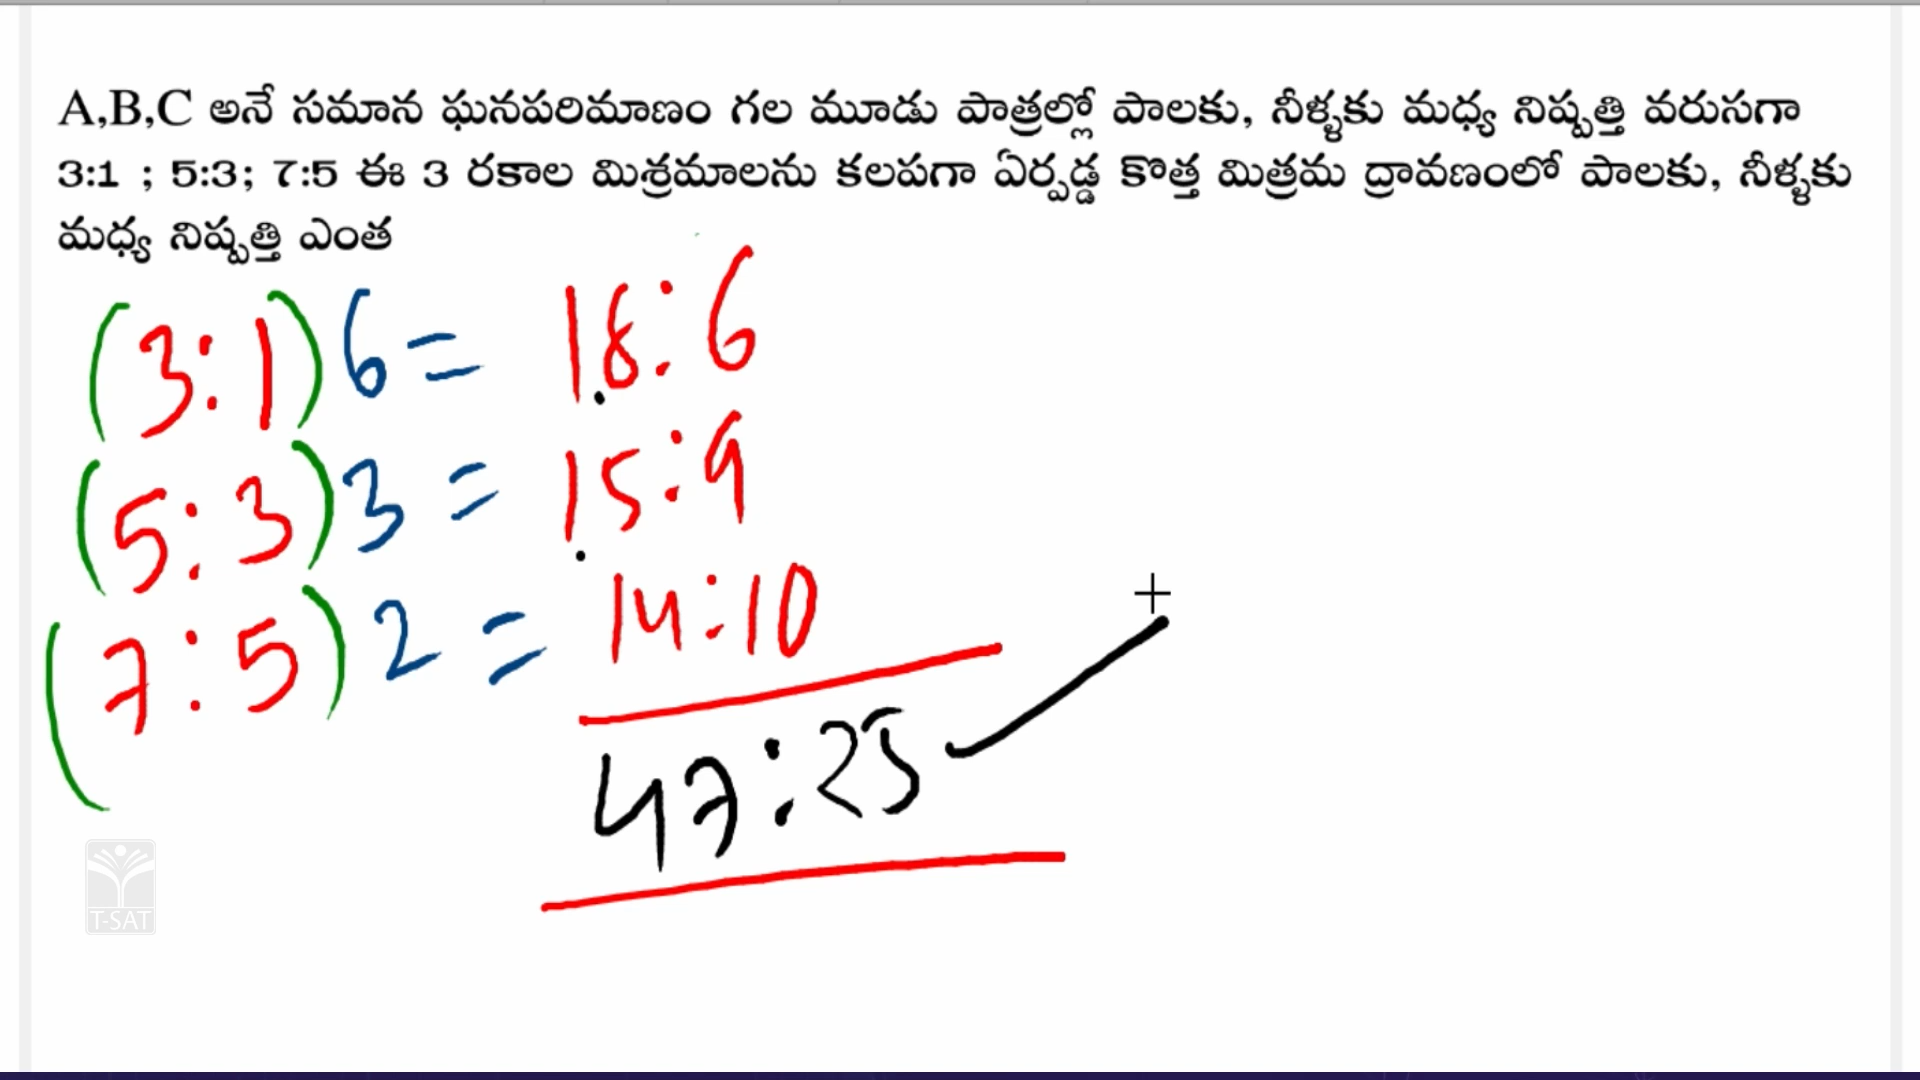 A,B,C అనే సమాన ఘనపరిమాణం గల మూడు పాత్రల్లో పాలకు, నీళ్ళకు మధ్య నిష్పత్తి వరుసగా
3:1 ; 5:3; 7:5 ఈ 3 రకాల మిశ్రమాలను కలపగా ఏర్పడ్డ కొత్త మిత్రమ ద్రావణంలో పాలకు, నీళ్ళకు
మధ్య నిష్పత్తి ఎంత
(3:1)6 = 18:6
(5:3)3 = 15:9
(7:5)2 = 14:10
47:25
T-SAT